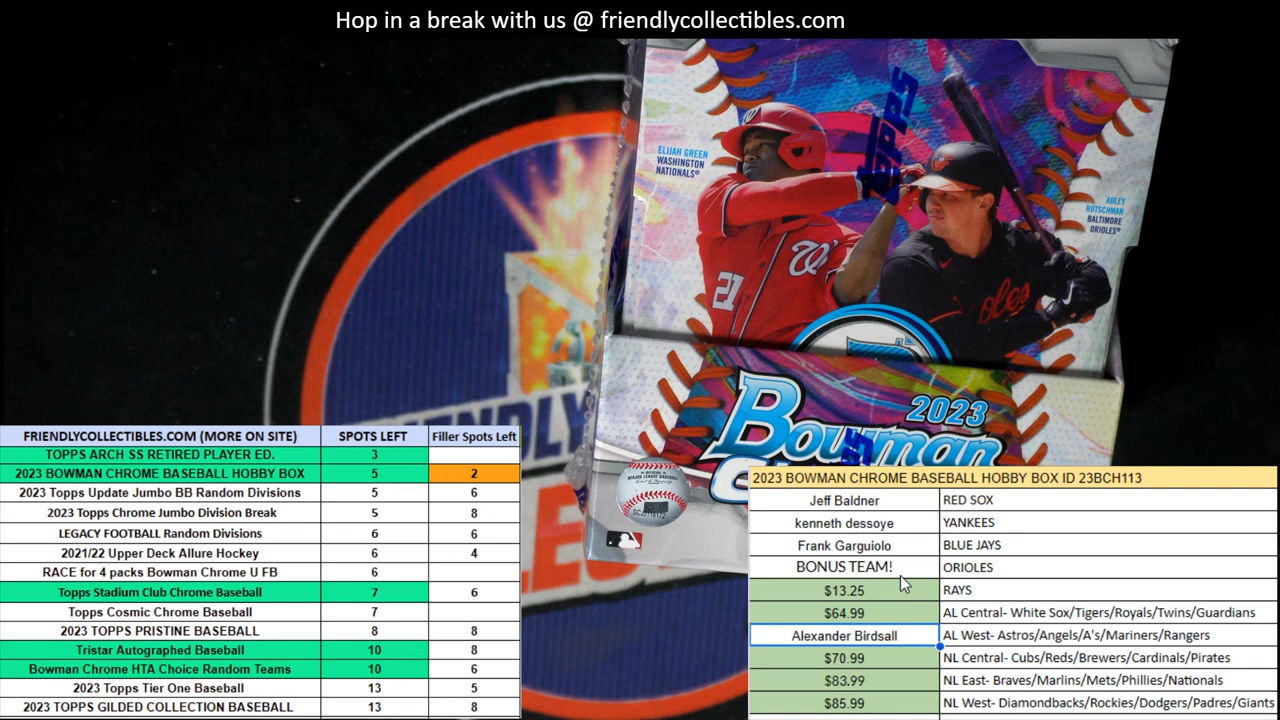 Hop in a break with us @ friendlycollectibles.com
TOPPS
ELIJAH GREEN
WASHINGTON
NATIONALS®
ADLEY
RUTSCHMAN
BALTIMORE
ORIOLES®
W
21
Orioles
2023
Bowman
FRIENDLY
FRIENDLYCOLLECTIBLES.COM (MORE ON SITE) SPOTS LEFT Filler Spots Left
TOPPS ARCH SS RETIRED PLAYER ED. 3
2023 BOWMAN CHROME BASEBALL HOBBY BOX 5 2
2023 Topps Update Jumbo BB Random Divisions 5 6
2023 Topps Chrome Jumbo Division Break 5 8
LEGACY FOOTBALL Random Divisions 6 6
2021/22 Upper Deck Allure Hockey 6 4
RACE for 4 packs Bowman Chrome U FB 6
Topps Stadium Club Chrome Baseball 7 6
Topps Cosmic Chrome Baseball 7
2023 TOPPS PRISTINE BASEBALL 8 8
Tristar Autographed Baseball 10 8
Bowman Chrome HTA Choice Random Teams 10 6
2023 Topps Tier One Baseball 13 5
2023 TOPPS GILDED COLLECTION BASEBALL 13 8
2023 BOWMAN CHROME BASEBALL HOBBY BOX ID 23BCH113
Jeff Baldner RED SOX
kenneth dessoye YANKEES
Frank Garguiolo BLUE JAYS
BONUS TEAM! ORIOLES
$13.25 RAYS
$64.99 AL Central- White Sox/Tigers/Royals/Twins/Guardians
Alexander Birdsall AL West- Astros/Angels/A's/Mariners/Rangers
$70.99 NL Central- Cubs/Reds/Brewers/Cardinals/Pirates
$83.99 NL East- Braves/Marlins/Mets/Phillies/Nationals
$85.99 NL West- Diamondbacks/Rockies/Dodgers/Padres/Giants